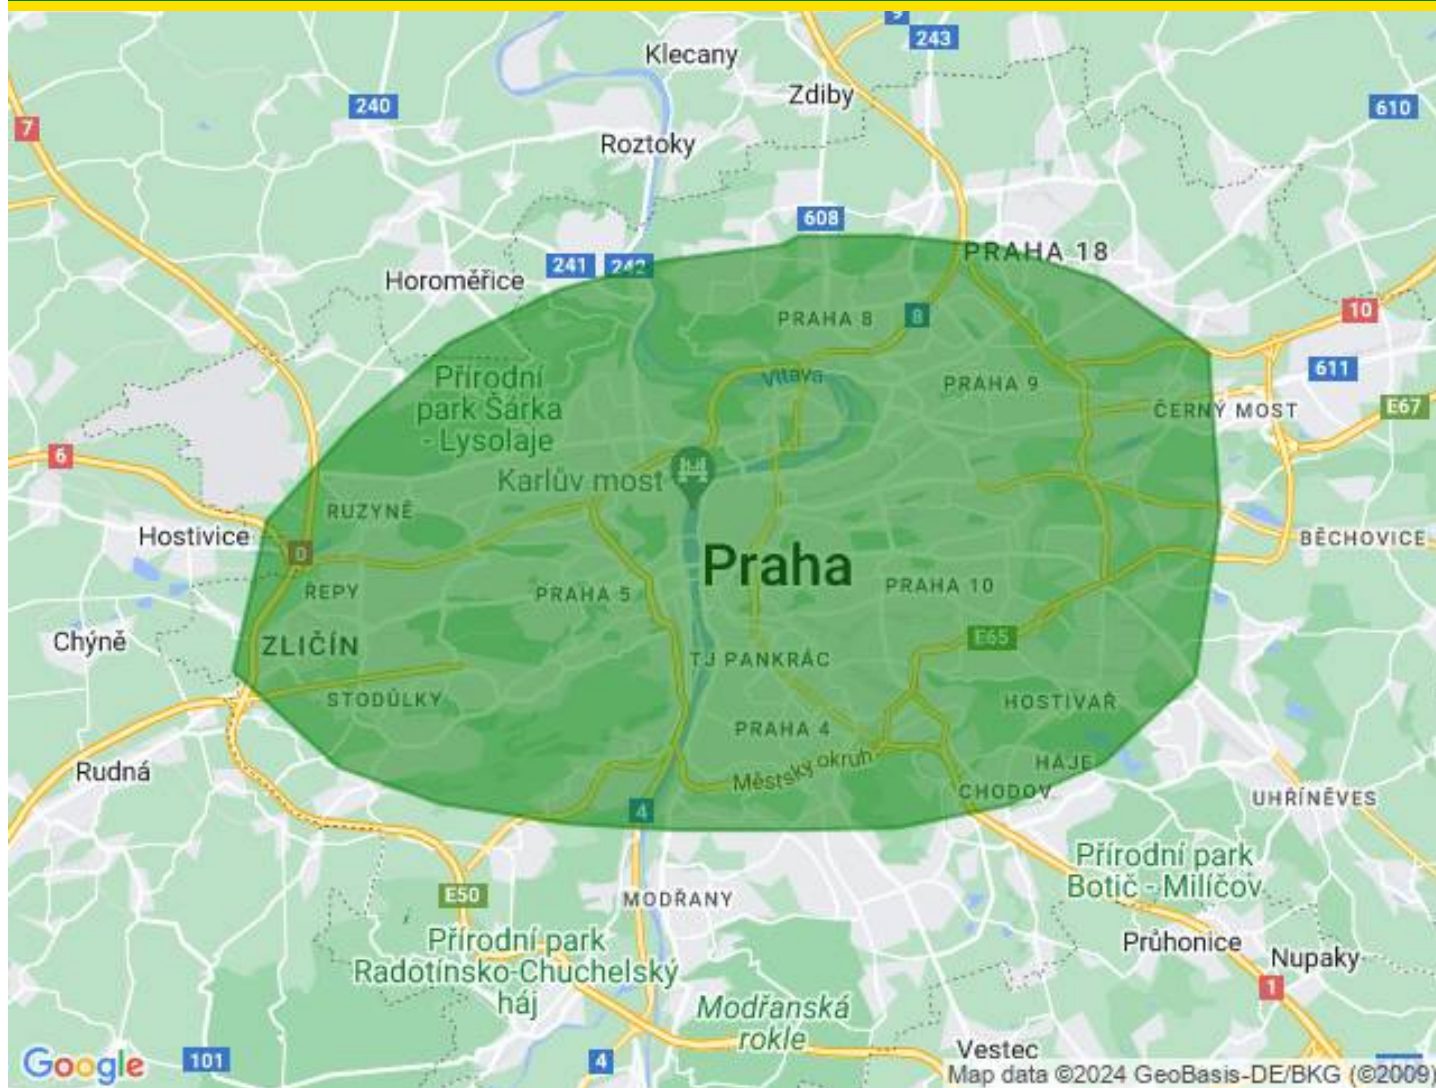 9
243
Klecany
Zdiby
240
610
7
Roztoky
608
PRAHA 18
241
242
Horoměřice
10
PRAHA 8
8
611
Vltava
Přírodní
park Šárka
- Lysolaje
PRAHA 9
ČERNÝ MOST
E67
6
Karlův most
RUZYNĚ
Hostivice
BĚCHOVICE
0
Praha
ŘEPY
PRAHA 5
PRAHA 10
Chýně
ZLIČÍN
E65
TJ PANKRÁC
STODŮLKY
HOSTIVAŘ
PRAHA 4
Rudná
Městský okruh
HÁJE
CHODOV
UHŘÍNĚVES
4
Přírodní park
Botič - Milíčov
E50
MODŘANY
Přírodní park
Radotínsko-Chuchelský
háj
Průhonice
Nupaky
1
Modřanská
rokle
Vestec
Google
101
4
Map data ©2024 GeoBasis-DE/BKG (©2009)